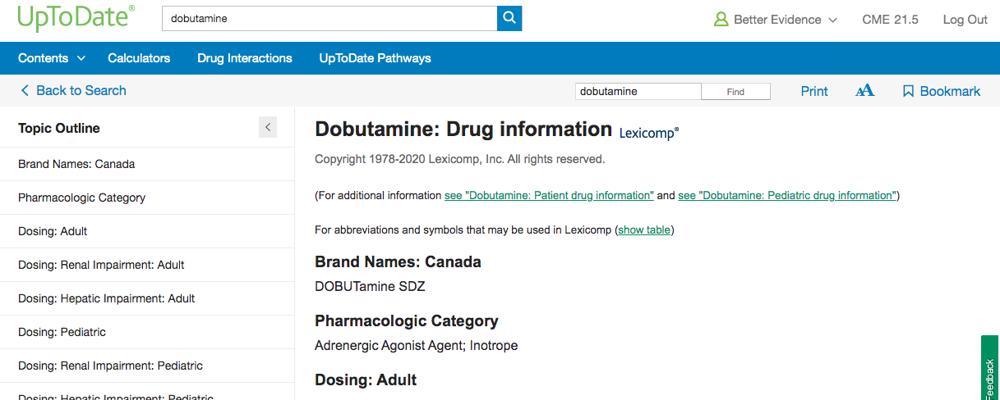 UpToDate®
dobutamine
Better Evidence
CME 21.5
Log Out
Contents
Calculators
Drug Interactions
UpToDate Pathways
Back to Search
dobutamine
Find
Print
AA
Bookmark
Topic Outline
Brand Names: Canada
Pharmacologic Category
Dosing: Adult
Dosing: Renal Impairment: Adult
Dosing: Hepatic Impairment: Adult
Dosing: Pediatric
Dosing: Renal Impairment: Pediatric
Dosing: Hepatic Impairment: Pediatric
Dobutamine: Drug information Lexicomp®
Copyright 1978-2020 Lexicomp, Inc. All rights reserved.
(For additional information see "Dobutamine: Patient drug information" and see "Dobutamine: Pediatric drug information")
For abbreviations and symbols that may be used in Lexicomp (show table)
Brand Names: Canada
DOBUTamine SDZ
Pharmacologic Category
Adrenergic Agonist Agent; Inotrope
Dosing: Adult
Feedback